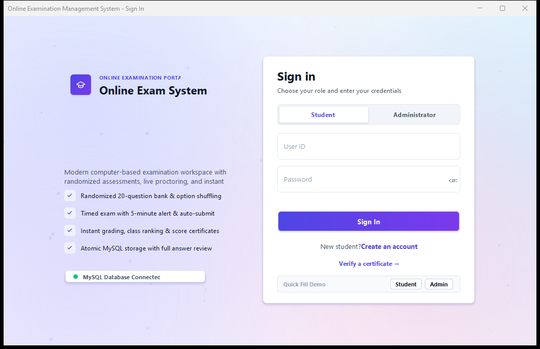 Online Examination Management System - Sign In
ONLINE EXAMINATION PORTA
Online Exam System
Modern computer-based examination workspace with
randomized assessments, live proctoring, and instant
Randomized 20-question bank & option shuffling
Timed exam with 5-minute alert & auto-submit
Instant grading, class ranking & score certificates
Atomic MySQL storage with full answer review
MySQL Database Connectec
Sign in
Choose your role and enter your credentials
Student Administrator
User ID
Password
Sign In
New student?Create an account
Verify a certificate →
Quick Fill Demo Student Admin